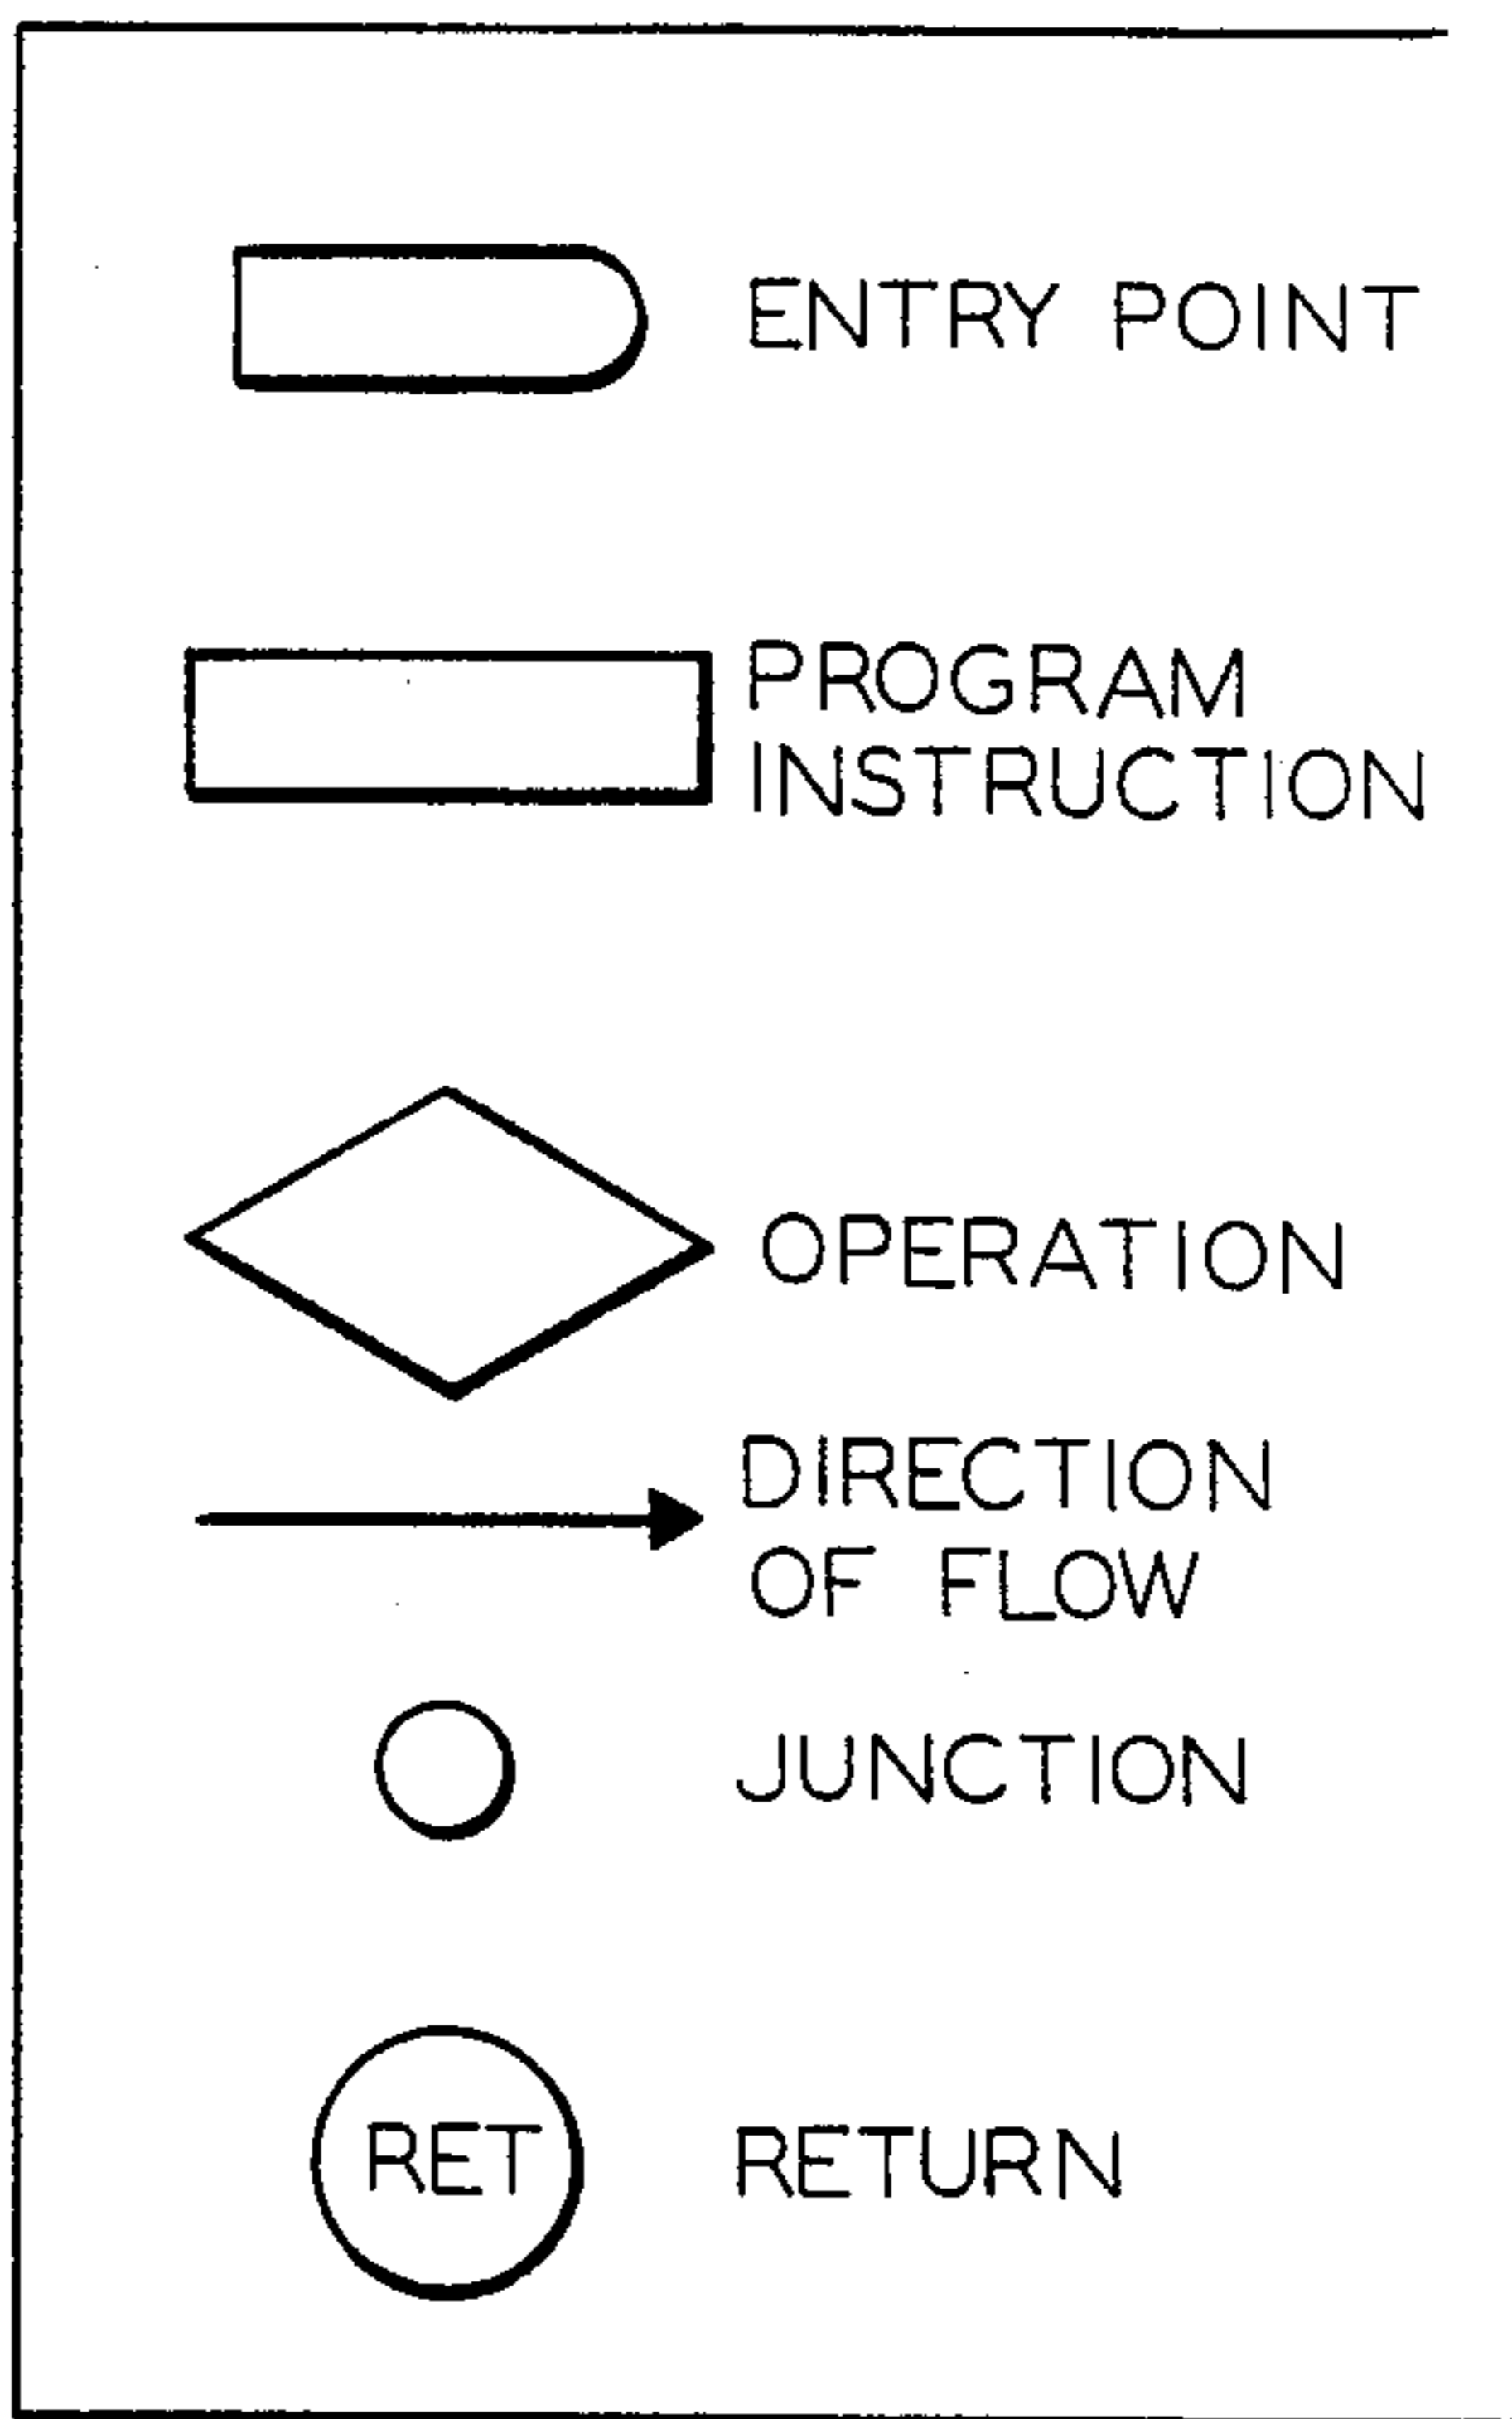 ENTRY POINT
PROGRAM
INSTRUCTION
OPERATION
DIRECTION
OF FLOW
JUNCTION
RET
RETURN